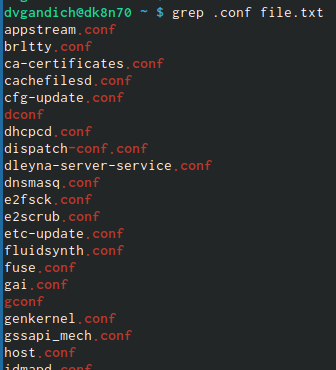 dvgandich@dk8n70 ~ $ grep .conf file.txt
appstream.conf
brltty.conf
ca-certificates.conf
cachefilesd.conf
cfg-update.conf
dconf
dhcpcd.conf
dispatch-conf.conf
dleyna-server-service.conf
dnsmasq.conf
e2fsck.conf
e2scrub.conf
etc-update.conf
fluidsynth.conf
fuse.conf
gai.conf
gconf
genkernel.conf
gssapi_mech.conf
host.conf
idmapd.conf